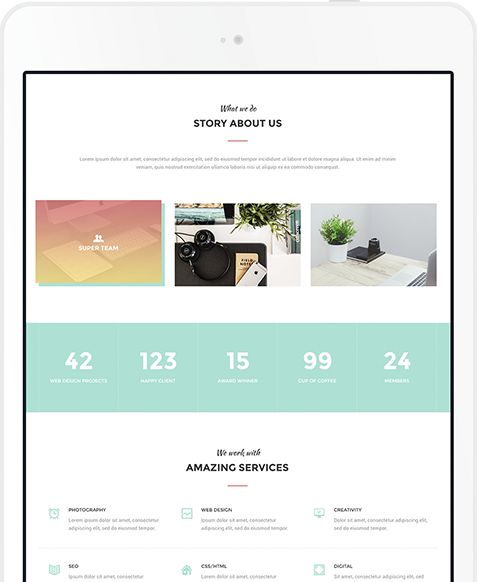 What we do
STORY ABOUT US
Lorem ipsum dolor sit amet, consectetur adipiscing elit, sed do eiusmod tempor incididunt ut labore et dolore magna aliqua. Ut enim ad minim
veniam, quis nostrud exercitation ullamco laboris nisi ut aliquip ex ea commodo consequat.
SUPER TEAM
FIELD NOTES
42
123
15
99
24
WEB DESIGN PROJECTS
HAPPY CLIENT
AWARD WINNER
CUP OF COFFEE
MEMBERS
We work with
AMAZING SERVICES
PHOTOGRAPHY
Lorem ipsum dolor sit amet, consectetur
adipiscing elit, sed do eiusmod tempor.
WEB DESIGN
Ipsum dolor sit amet, consectetur
adipiscing elit, sed do eiusmod tempor.
CREATIVITY
Dolor sit amet, consectetur adipiscing
elit, sed do eiusmod tempor.
SEO
Ipsum dolor sit amet, consectetur
CSS/HTML
Lorem ipsum dolor sit amet, consectetur
DIGITAL
Sit amet, consectetur adipiscing elit, sed